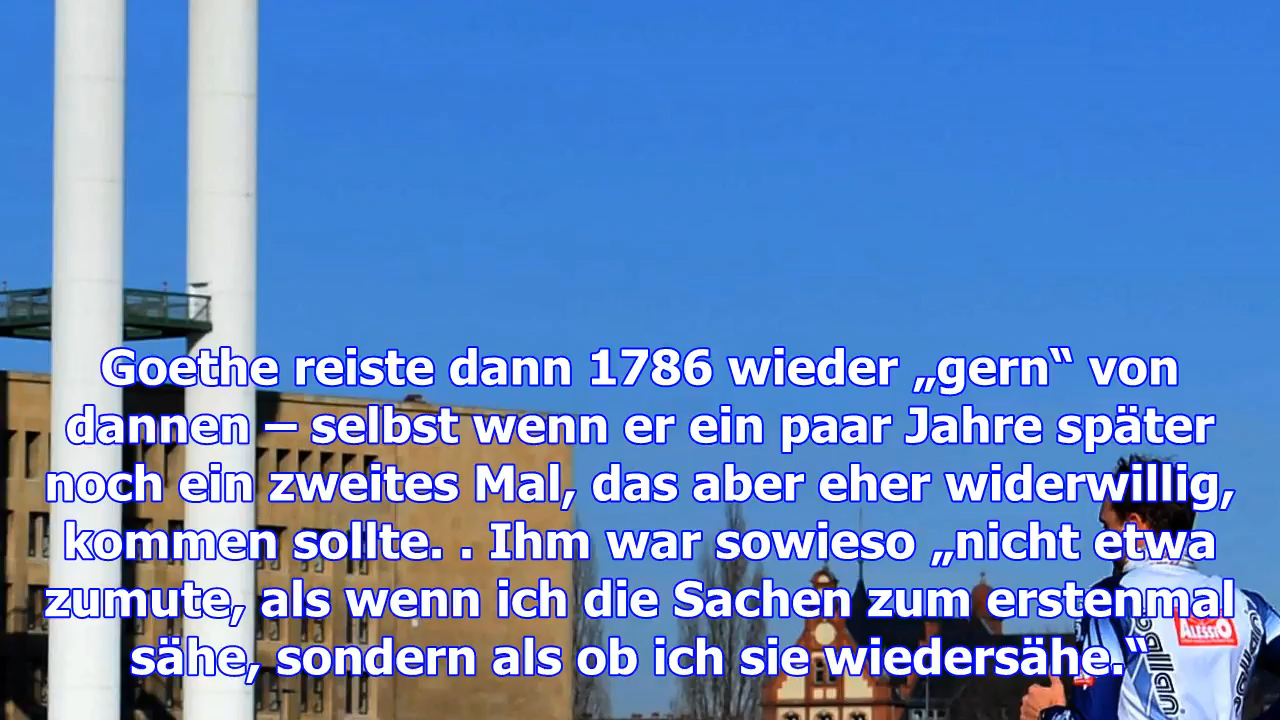 Goethe reiste dann 1786 wieder „gern“ von
dannen – selbst wenn er ein paar Jahre später
noch ein zweites Mal, das aber eher widerwillig,
kommen sollte. . Ihm war sowieso „nicht etwa
zumute, als wenn ich die Sachen zum erstenmal
sähe, sondern als ob ich sie wiedersähe.“
ALESSIO